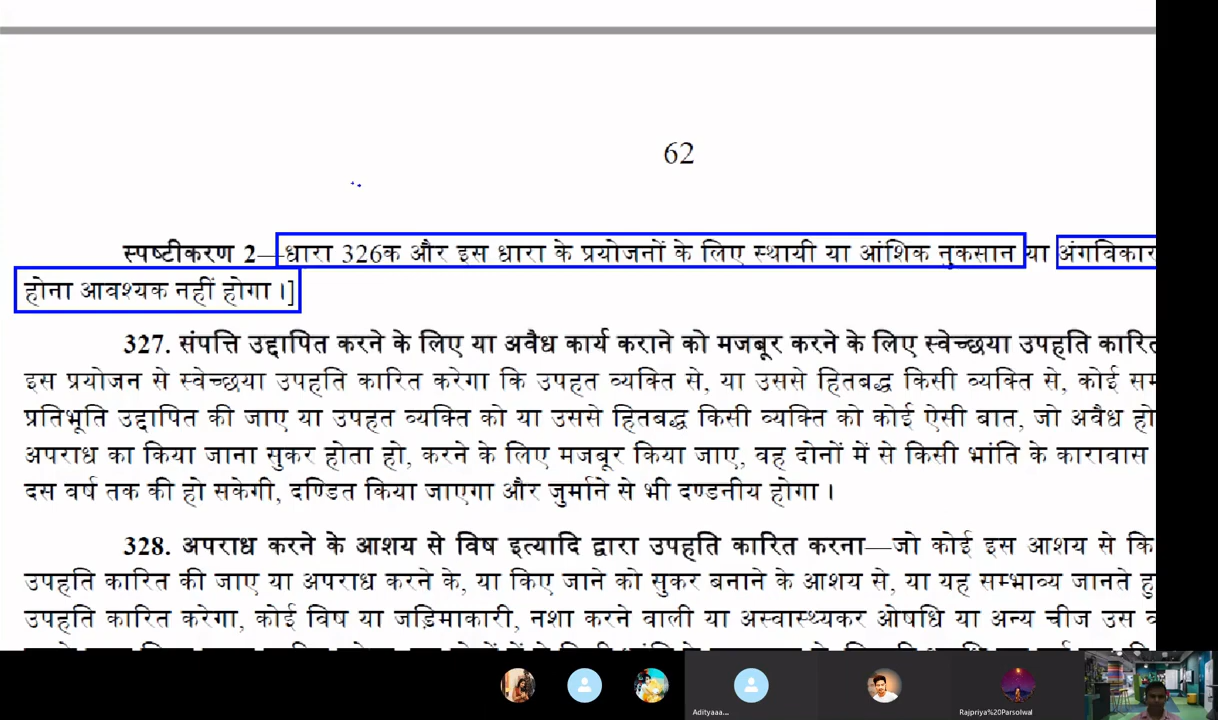 62
स्पष्टीकरण 2—धारा 326क और इस धारा के प्रयोजनों के लिए स्थायी या आंशिक नुकसान या अंगविकार
होना आवश्यक नहीं होगा ।]
327. संपत्ति उद्दापित करने के लिए या अवैध कार्य कराने को मजबूर करने के लिए स्वेच्छया उपहति कारित
इस प्रयोजन से स्वेच्छया उपहति कारित करेगा कि उपहत व्यक्ति से, या उससे हितबद्ध किसी व्यक्ति से, कोई
प्रतिभूति उद्दापित की जाए या उपहत व्यक्ति को या उससे हितबद्ध किसी व्यक्ति को कोई ऐसी बात, जो अवैध हो
अपराध का किया जाना सुकर होता हो, करने के लिए मजबूर किया जाए, वह दोनों में से किसी भांति के कारावास
दस वर्ष तक की हो सकेगी, दण्डित किया जाएगा और जुर्माने से भी दण्डनीय होगा ।
328. अपराध करने के आशय से विष इत्यादि द्वारा उपहति कारित करना—जो कोई इस आशय से कि
उपहति कारित की जाए या अपराध करने के, या किए जाने को सुकर बनाने के आशय से, या यह सम्भाव्य जानते
उपहति कारित करेगा, कोई विष या जड़िमाकारी, नशा करने वाली या अस्वास्थ्यकर ओषधि या अन्य चीज उस
Adityaaa...
Rajpriya%20Parsolwal